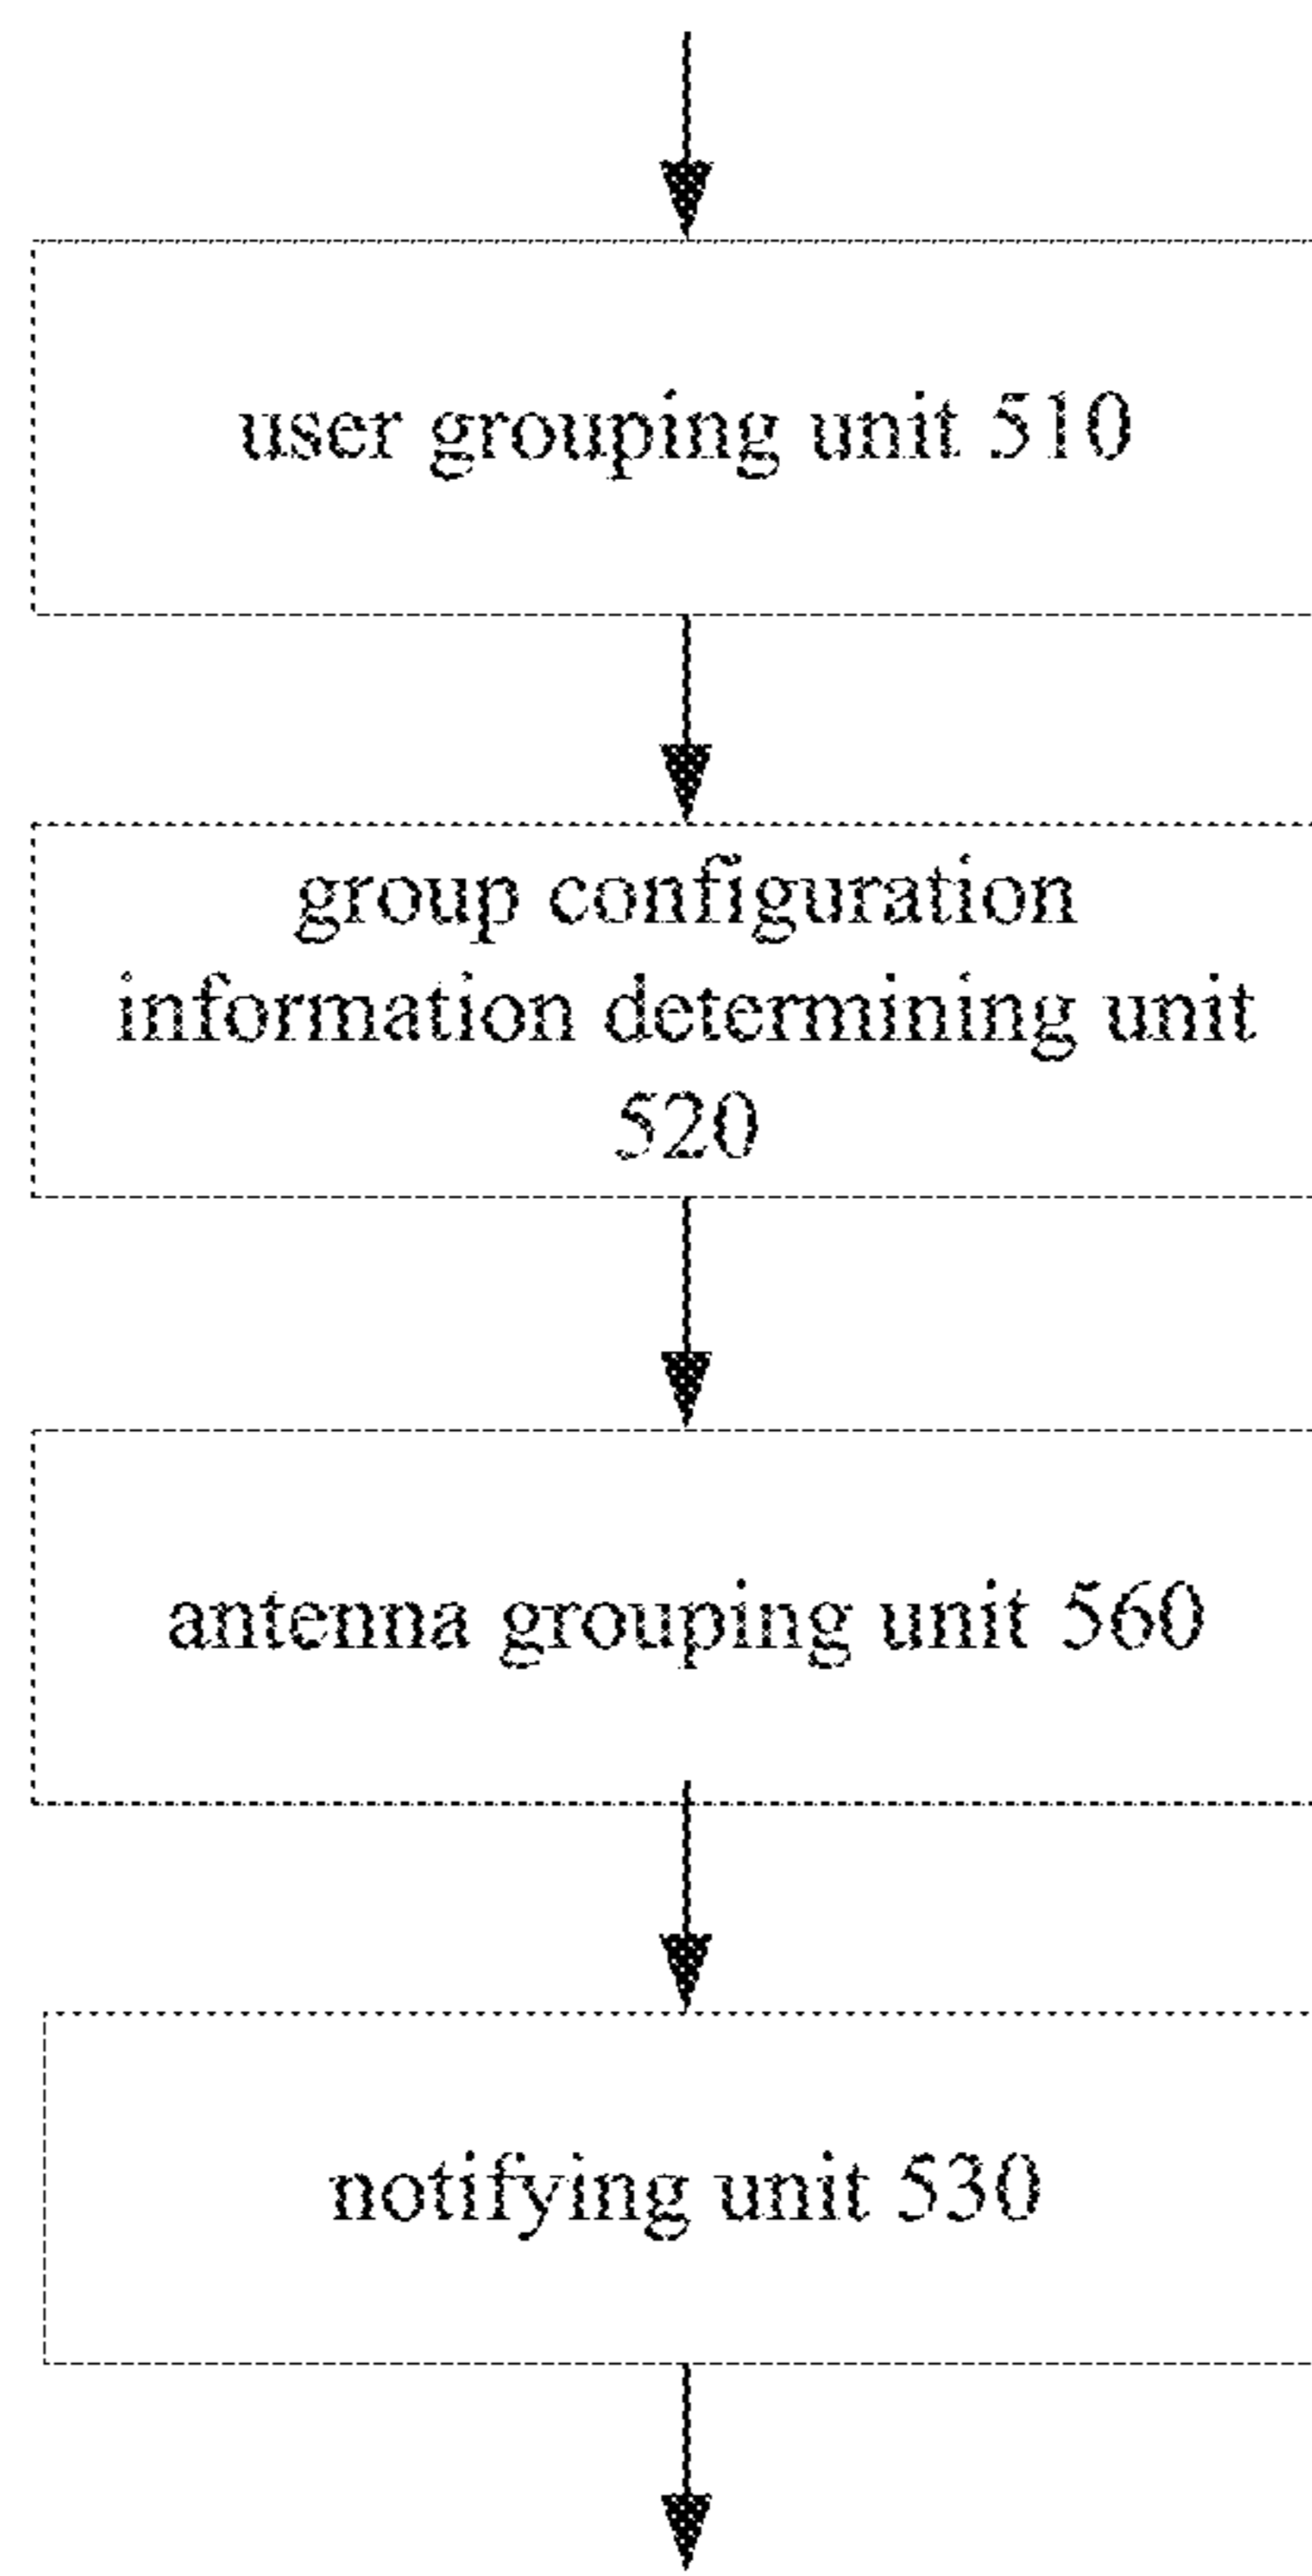 user grouping unit 510
group configuration
information determining unit
520
antenna grouping unit 560
notifying unit 530